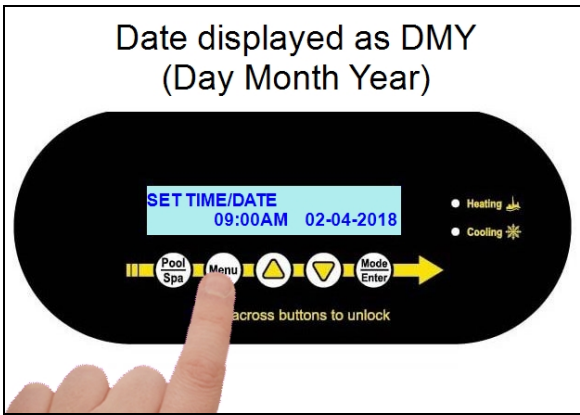 Date displayed as DMY
(Day Month Year)
SET TIME/DATE
09:00AM 02-04-2018
Heating
Cooling
Pool
Spa
Menu
Mode
Enter
across buttons to unlock